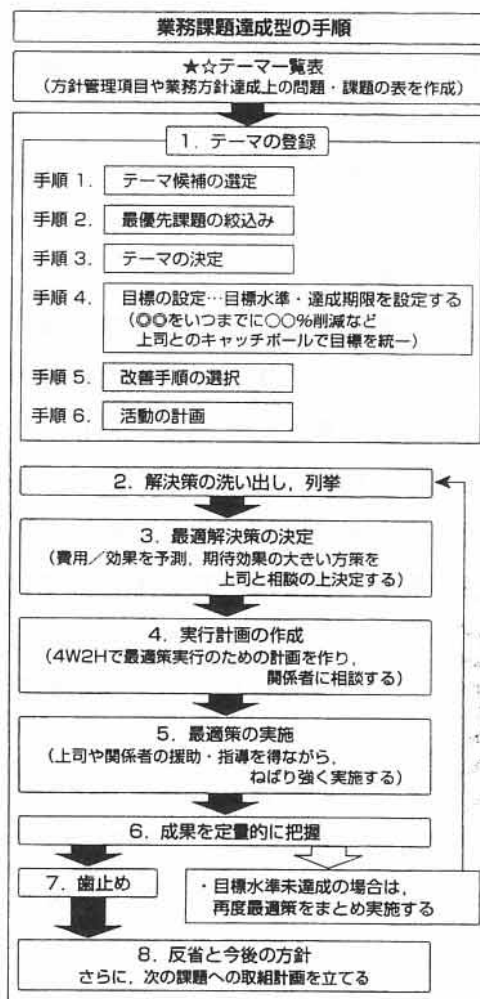 業務課題達成型の手順
★☆テーマ一覧表
（方針管理項目や業務方針達成上の問題・課題の表を作成）
1．テーマの登録
手順 1．　テーマ候補の選定
手順 2．　最優先課題の絞込み
手順 3．　テーマの決定
手順 4．　目標の設定…目標水準・達成期限を設定する
（◎◎をいつまでに○○%削減など
上司とのキャッチボールで目標を統一）
手順 5．　改善手順の選択
手順 6．　活動の計画
2．解決策の洗い出し，列挙
3．最適解決策の決定
（費用／効果を予測，期待効果の大きい方策を
上司と相談の上決定する）
4．実行計画の作成
（4W2Hで最適策実行のための計画を作り，
関係者に相談する）
5．最適策の実施
（上司や関係者の援助・指導を得ながら，
ねばり強く実施する）
6．成果を定量的に把握
7．歯止め
・目標水準未達成の場合は，
再度最適策をまとめ実施する
8．反省と今後の方針
さらに，次の課題への取組計画を立てる